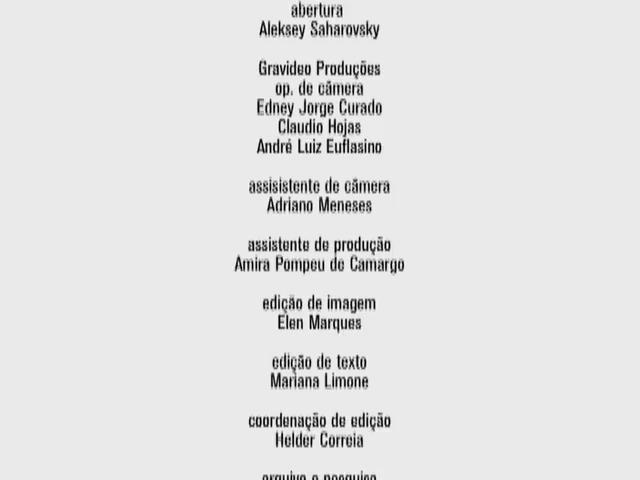 abertura
Aleksey Saharovsky
Gravideo Produções
op. de câmera
Edney Jorge Curado
Claudio Hojas
André Luiz Euflasino
assisistente de câmera
Adriano Meneses
assistente de produção
Amira Pompeu de Camargo
edição de imagem
Elen Marques
edição de texto
Mariana Limone
coordenação de edição
Helder Correia
arquivo e pesquisa